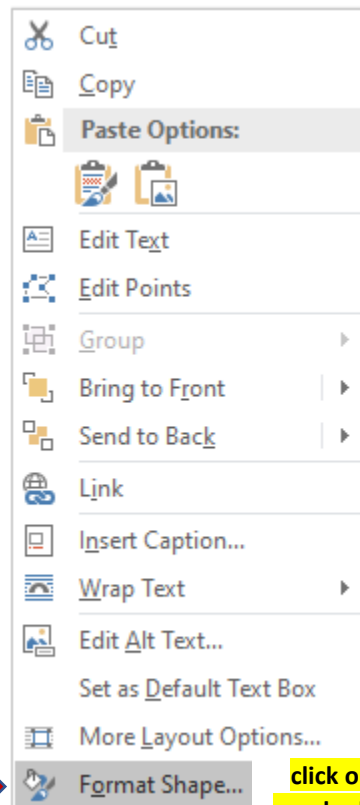 Cut
Copy
Paste Options:
Edit Text
Edit Points
Group
Bring to Front
Send to Back
Link
Insert Caption...
Wrap Text
Edit Alt Text...
Set as Default Text Box
More Layout Options...
Format Shape... click